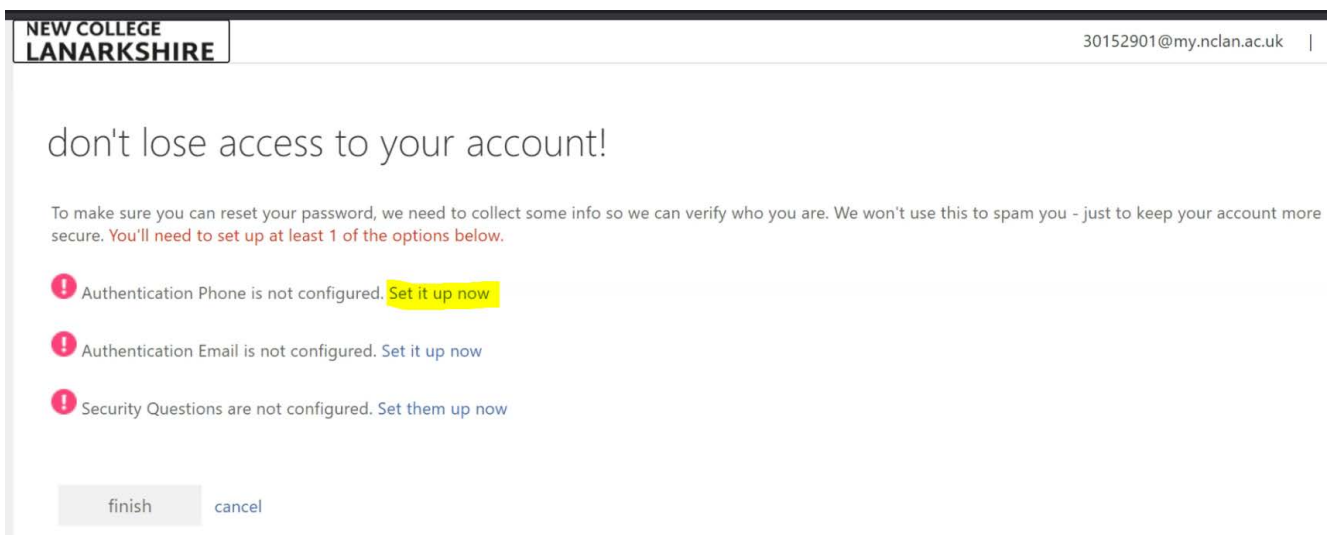 NEW COLLEGE
LANARKSHIRE
30152901@my.nclan.ac.uk |
don't lose access to your account!
To make sure you can reset your password, we need to collect some info so we can verify who you are. We won't use this to spam you - just to keep your account more
secure. You'll need to set up at least 1 of the options below.
! Authentication Phone is not configured. Set it up now
! Authentication Email is not configured. Set it up now
! Security Questions are not configured. Set them up now
finish cancel